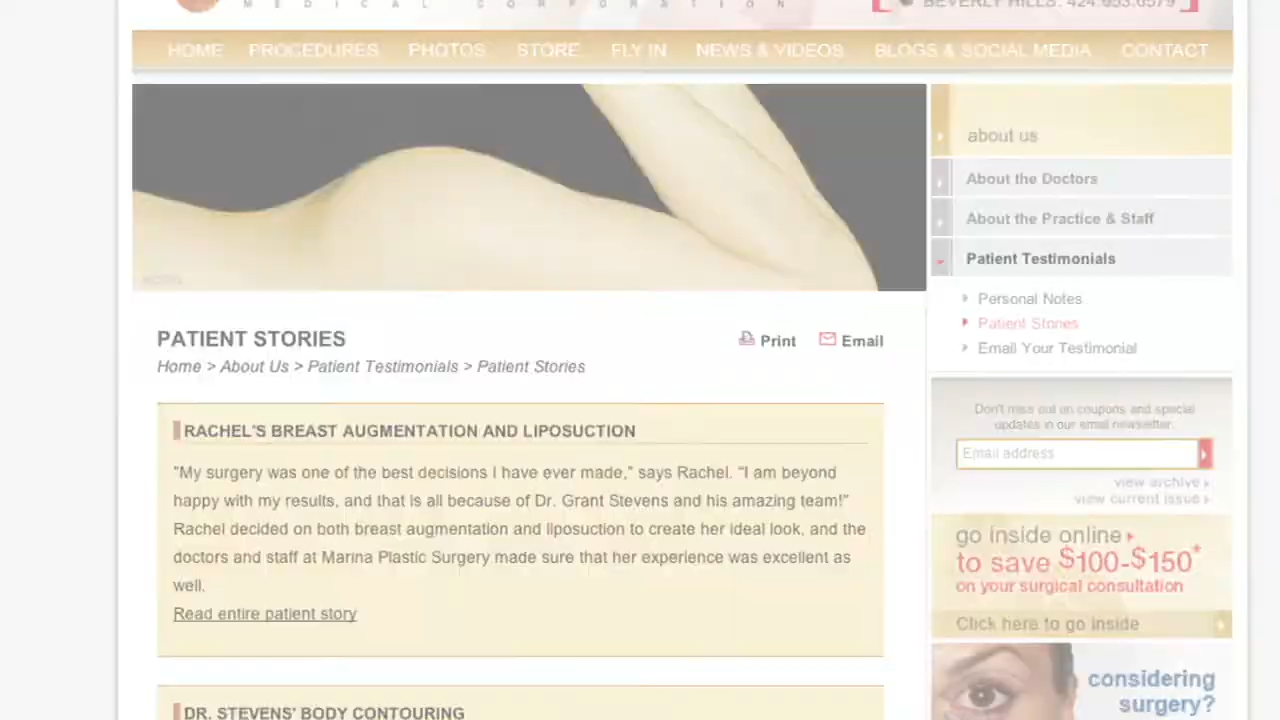 MEDICAL CORPORATION
BEVERLY HILLS: 424.653.6579
HOME PROCEDURES PHOTOS STORE FLY IN NEWS & VIDEOS BLOGS & SOCIAL MEDIA CONTACT
about us
About the Doctors
About the Practice & Staff
Patient Testimonials
Personal Notes
Patient Stories
Email Your Testimonial
PATIENT STORIES
Print Email
Home > About Us > Patient Testimonials > Patient Stories
RACHEL'S BREAST AUGMENTATION AND LIPOSUCTION
"My surgery was one of the best decisions I have ever made," says Rachel. "I am beyond
happy with my results, and that is all because of Dr. Grant Stevens and his amazing team!"
Rachel decided on both breast augmentation and liposuction to create her ideal look, and the
doctors and staff at Marina Plastic Surgery made sure that her experience was excellent as
well.
Read entire patient story
DR. STEVENS' BODY CONTOURING
Don't miss out on coupons and special
updates in our email newsletter.
Email address
view archive
view current issue
go inside online
to save $100-$150*
on your surgical consultation
Click here to go inside
considering
surgery?